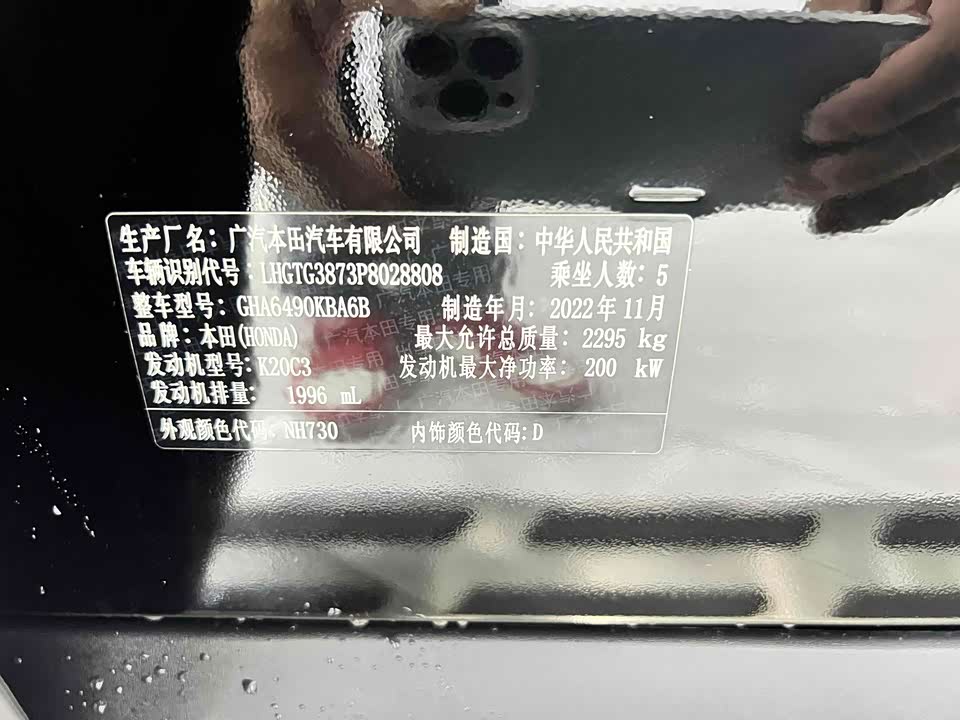 生产厂名：广汽本田汽车有限公司 制造国：中华人民共和国
车辆识别代号：LHGTG3873P8028808 乘坐人数：5
整车型号：GHA6490KBA6B 制造年月：2022年11月
品牌：本田(HONDA) 最大允许总质量：2295 kg
发动机型号：K20C3 发动机最大净功率：200 kW
发动机排量：1996 mL
外观颜色代码：NH730 内饰颜色代码：D